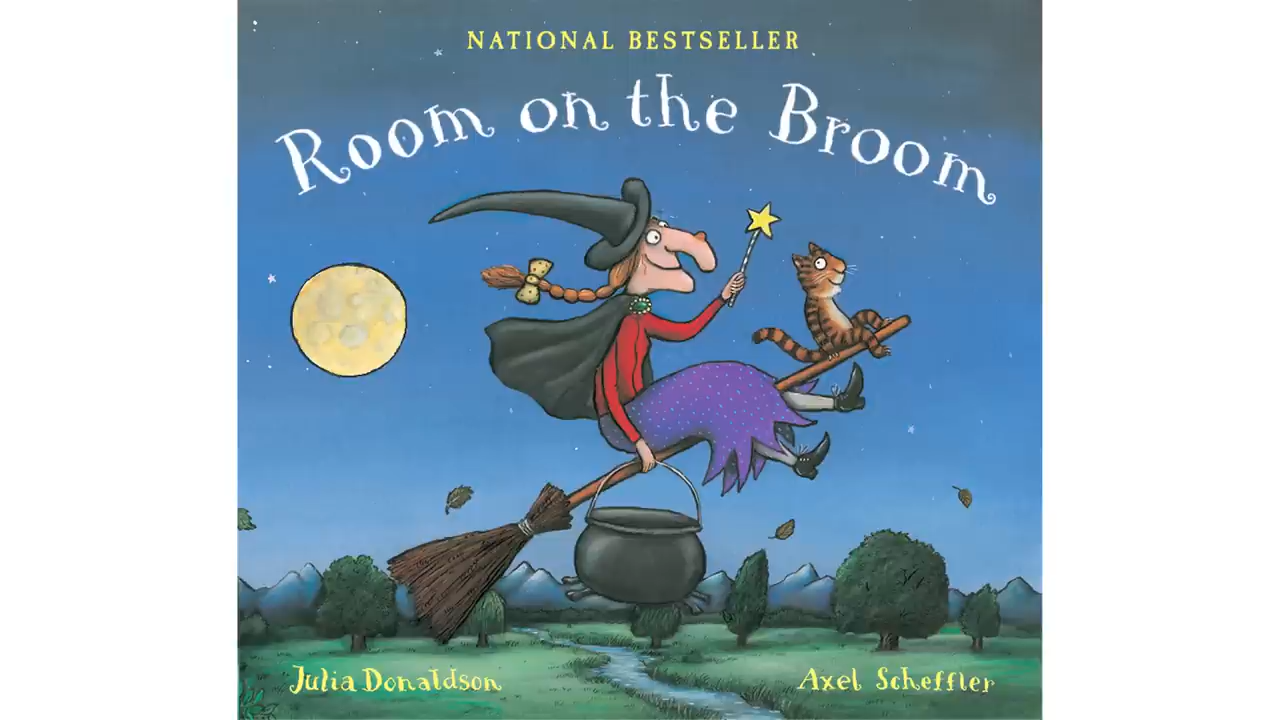 NATIONAL BESTSELLER
Room on the Broom
Julia Donaldson
Axel Scheffler